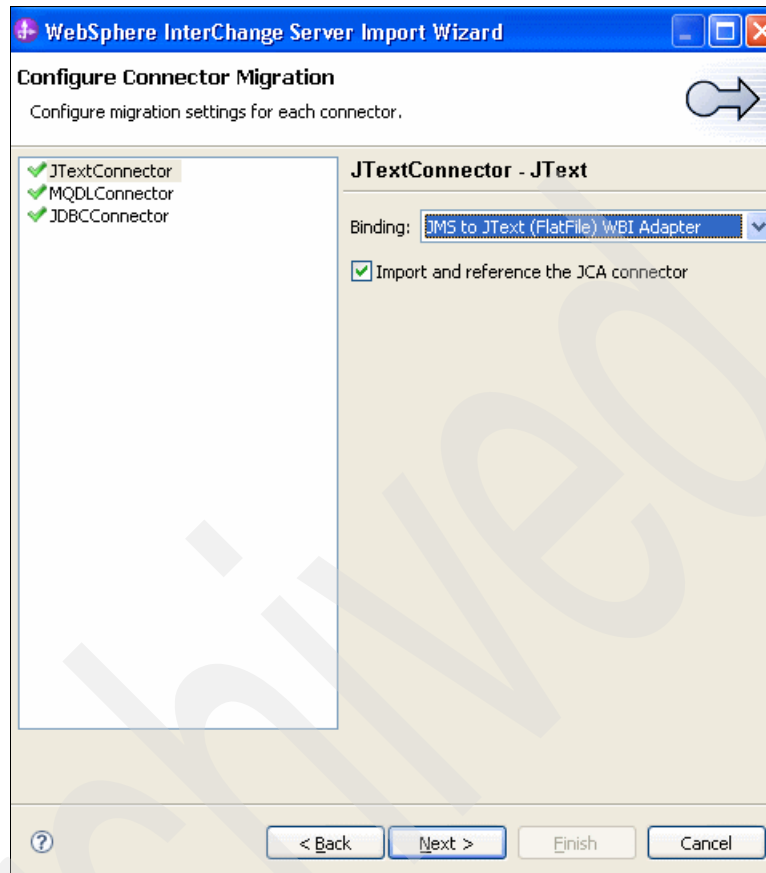 WebSphere InterChange Server Import Wizard
Configure Connector Migration
Configure migration settings for each connector.
JTextConnector
MQDLConnector
JDBCConnector
JTextConnector - JText
Binding: JMS to JText (FlatFile) WBI Adapter
Import and reference the JCA connector
< Back Next > Finish Cancel
Archived